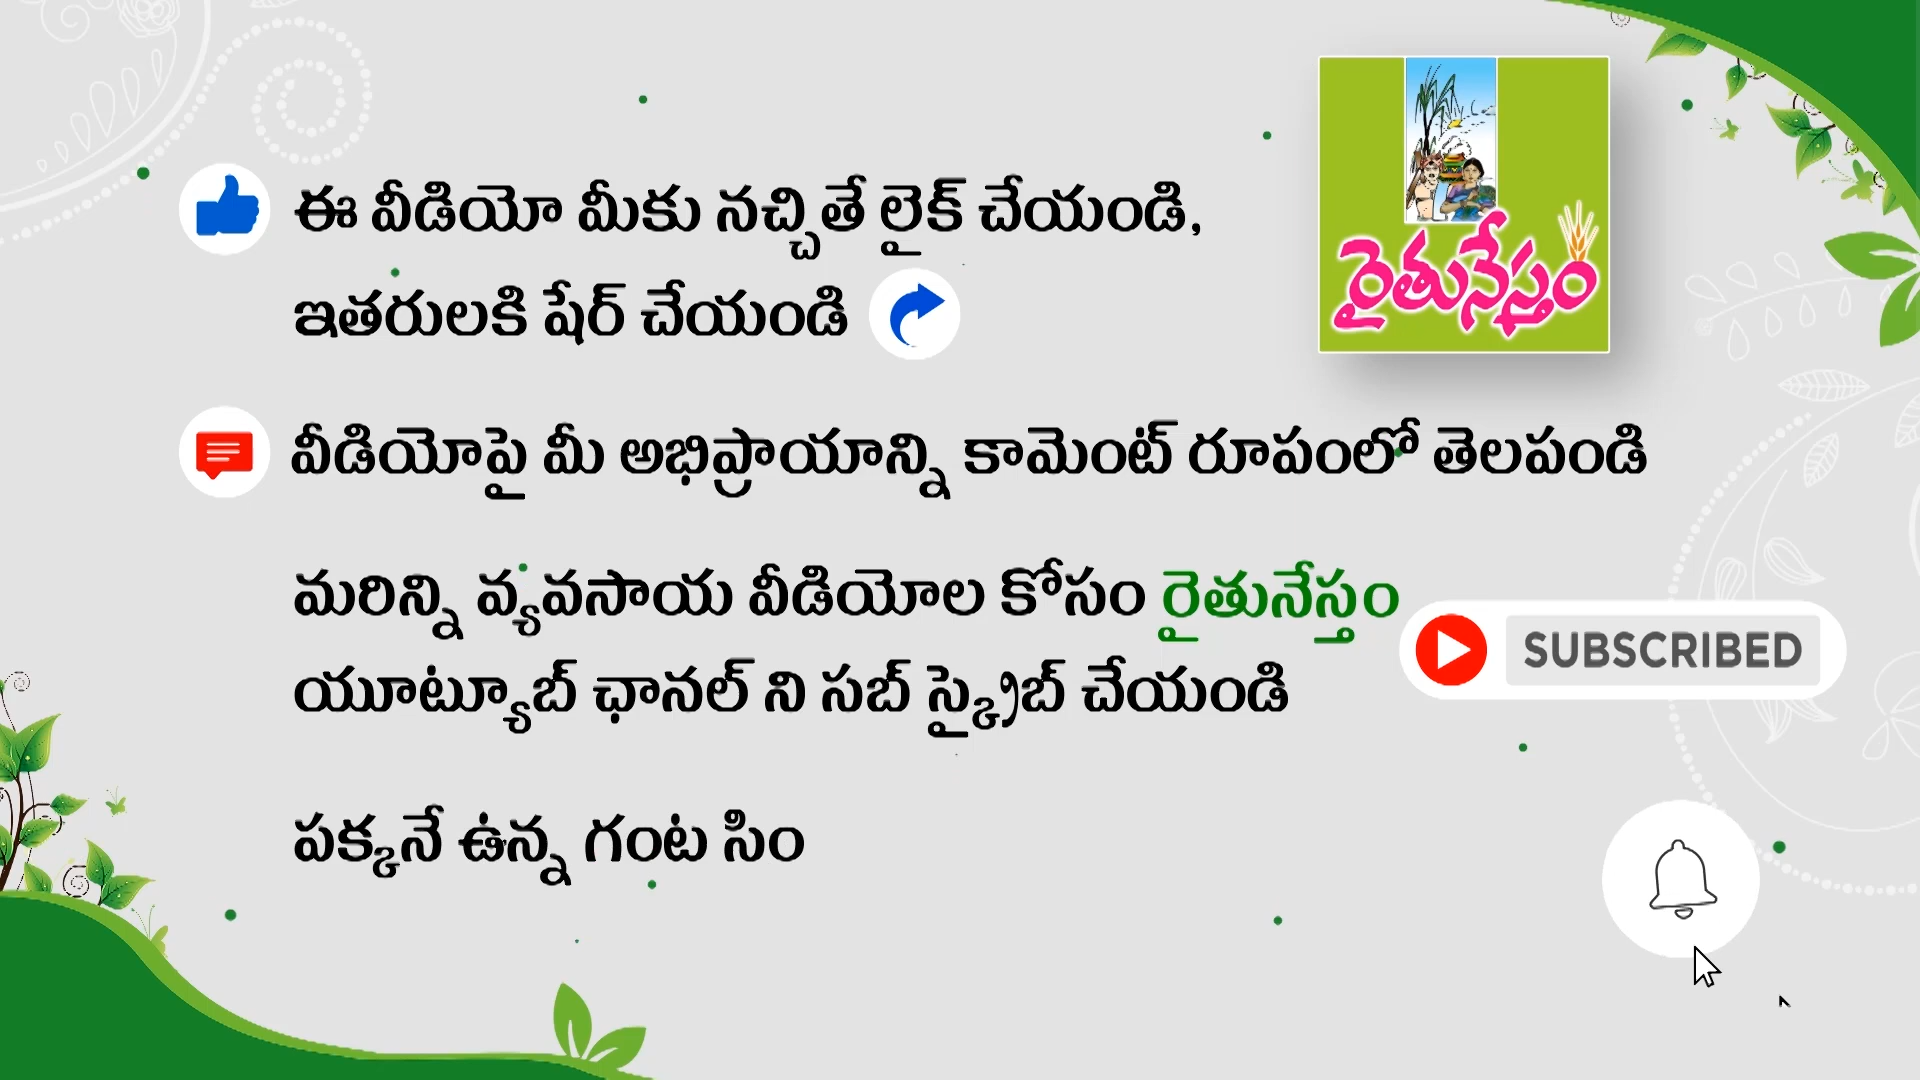 ఈ వీడియో మీకు నచ్చితే లైక్ చేయండి,
ఇతరులకి షేర్ చేయండి
రైతునేస్తం
వీడియోపై మీ అభిప్రాయాన్ని కామెంట్ రూపంలో తెలపండి
మరిన్ని వ్యవసాయ వీడియోల కోసం రైతునేస్తం
యూట్యూబ్ ఛానల్ ని సబ్ స్క్రైబ్ చేయండి
SUBSCRIBED
పక్కనే ఉన్న గంట సిం